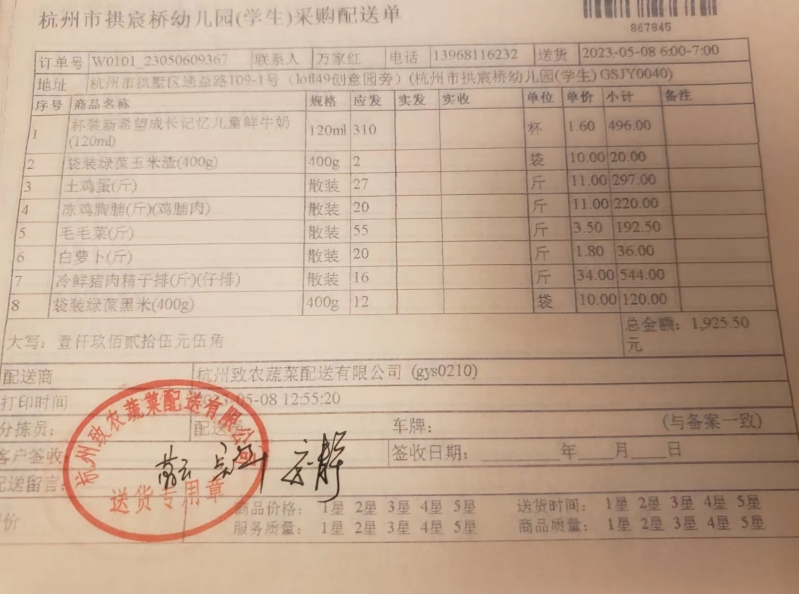 杭州市拱宸桥幼儿园(学生)采购配送单
867845
订单号 W0101_23050609367 联系人 万家红 电话 13968116232 送货 2023-05-08 6:00-7:00
地址 杭州市拱墅区通益路109-1号（loft49创意园旁）(杭州市拱宸桥幼儿园(学生) GSJY0040)
序号 商品名称 规格 应发 实发 实收 单位 单价 小计 备注
1 杯装新希望成长记忆儿童鲜牛奶(120ml) 120ml 310 杯 1.60 496.00
2 袋装绿葆玉米渣(400g) 400g 2 袋 10.00 20.00
3 土鸡蛋(斤) 散装 27 斤 11.00 297.00
4 冻鸡胸脯(斤)(鸡脯肉) 散装 20 斤 11.00 220.00
5 毛毛菜(斤) 散装 55 斤 3.50 192.50
6 白萝卜(斤) 散装 20 斤 1.80 36.00
7 冷鲜猪肉精子排(斤)(仔排) 散装 16 斤 34.00 544.00
8 袋装绿葆黑米(400g) 400g 12 袋 10.00 120.00
大写：壹仟玖佰贰拾伍元伍角 总金额：1,925.50元
配送商 杭州致农蔬菜配送有限公司 (gys0210)
打印时间 05-08 12:55:20
分拣员： 配送 车牌： (与备案一致)
客户签收 签收日期： 年 月 日
配送留言：
杭州致农蔬菜配送有限公司
送货专用章
商品价格： 1星 2星 3星 4星 5星 送货时间： 1星 2星 3星 4星 5星
服务质量： 1星 2星 3星 4星 5星 商品质量： 1星 2星 3星 4星 5星